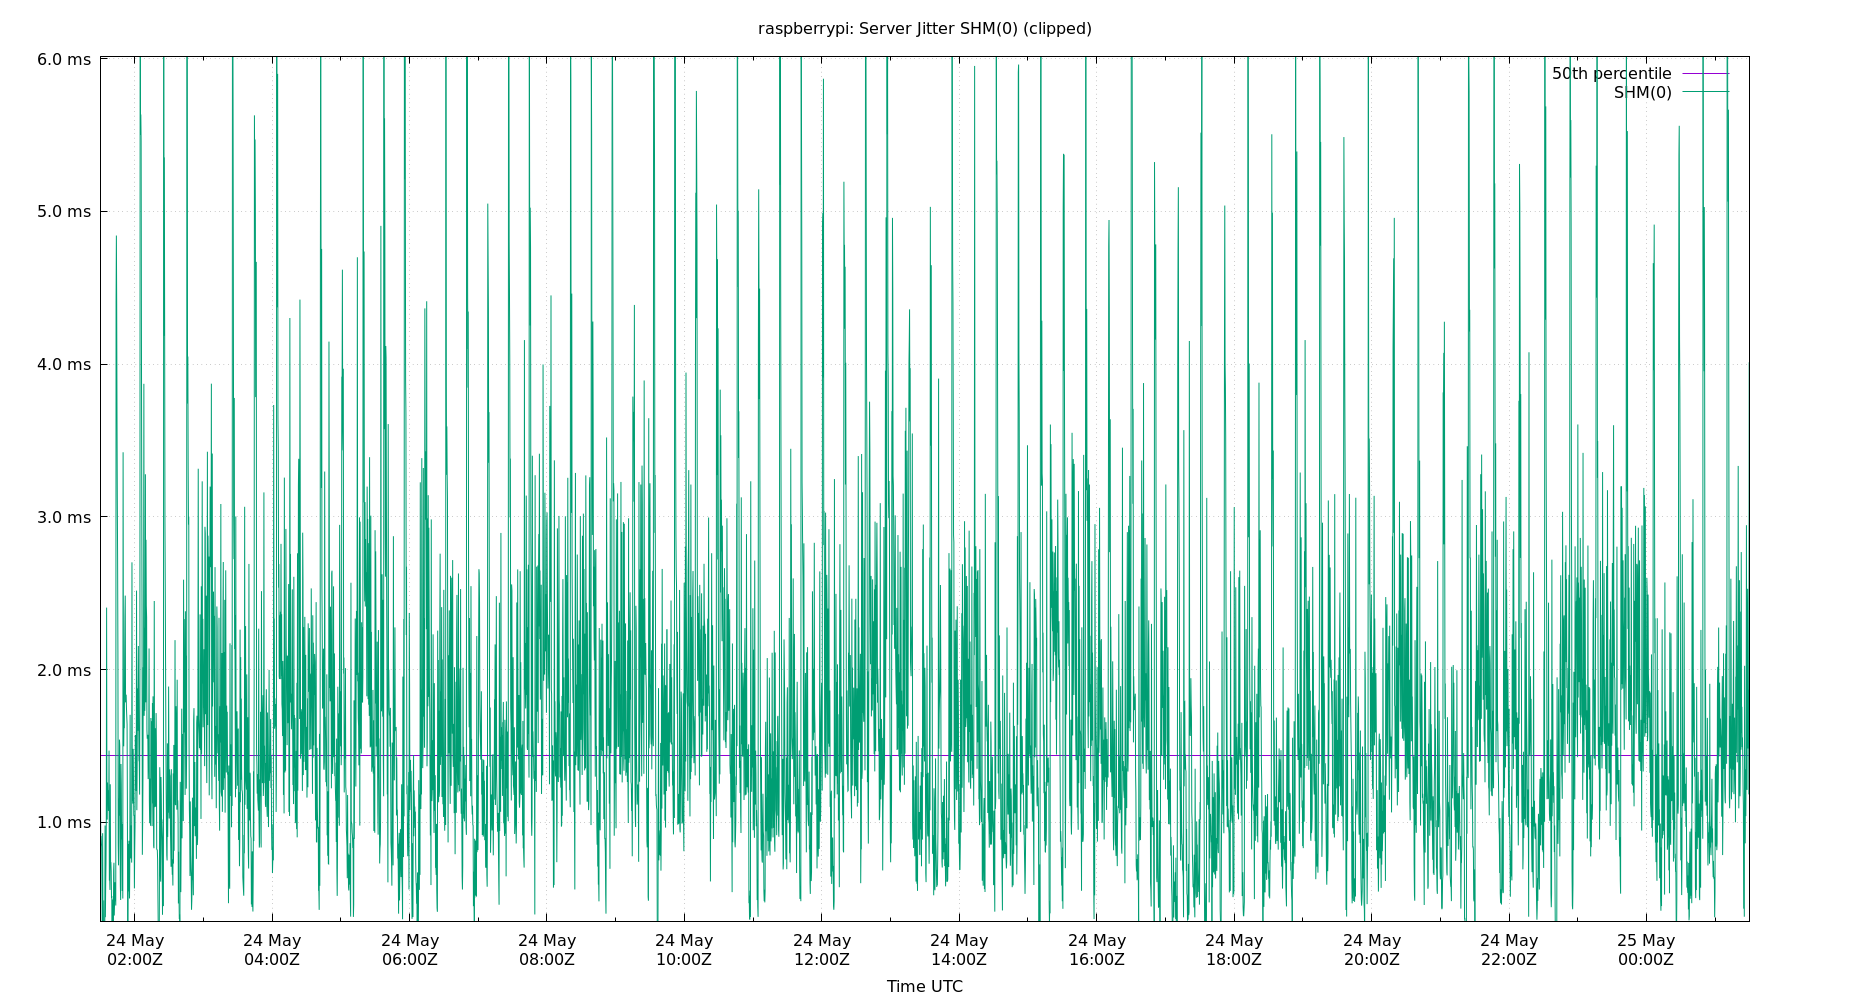 raspberrypi: Server Jitter SHM(0) (clipped)
6.0 ms
50th percentile
SHM(0)
5.0 ms
4.0 ms
3.0 ms
2.0 ms
1.0 ms
24 May 24 May 24 May 24 May 24 May 24 May 24 May 24 May 24 May 24 May 24 May 25 May
02:00Z 04:00Z 06:00Z 08:00Z 10:00Z 12:00Z 14:00Z 16:00Z 18:00Z 20:00Z 22:00Z 00:00Z
Time UTC